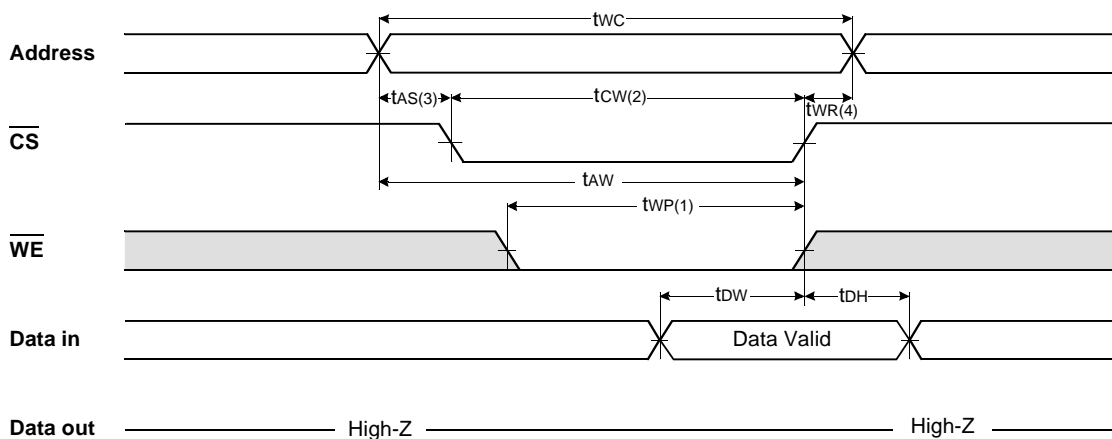 tWC
Address
tAS(3) tCW(2) tWR(4)
CS
tAW
tWP(1)
WE
tDW tDH
Data in Data Valid
Data out High-Z High-Z